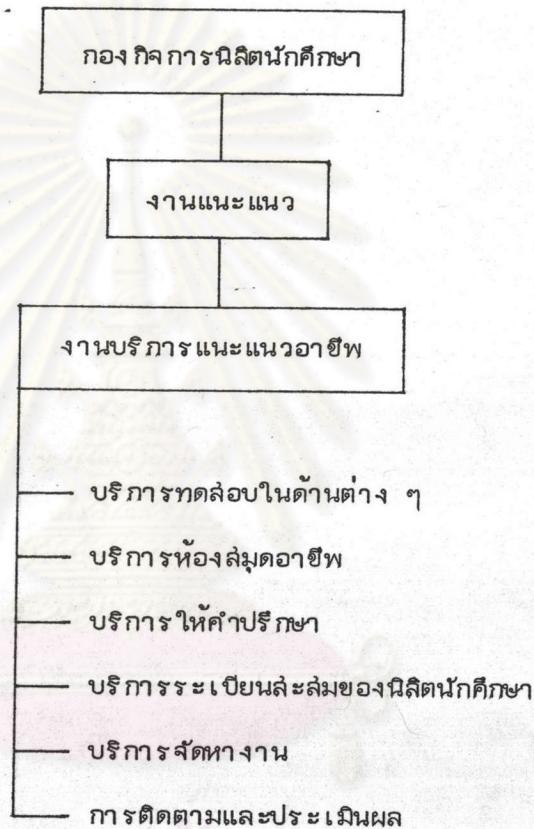 กองกิจการนิสิตนักศึกษา
งานแนะแนว
งานบริการแนะแนวอาชีพ
บริการทดสอบในด้านต่าง ๆ
บริการห้องสมุดอาชีพ
บริการให้คำปรึกษา
บริการระเบียนสะสมของนิสิตนักศึกษา
บริการจัดหางาน
การติดตามและประเมินผล